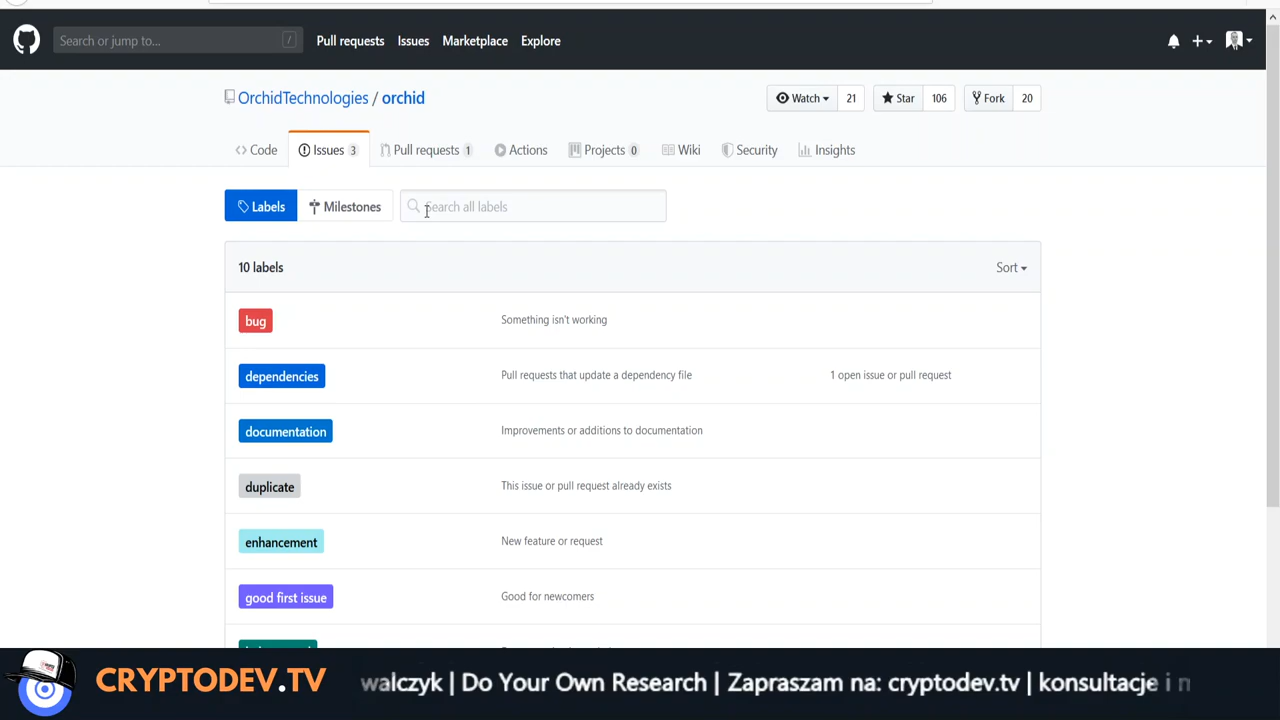 Search or jump to... /
Pull requests Issues Marketplace Explore
OrchidTechnologies / orchid
Watch 21 Star 106 Fork 20
Code Issues 3 Pull requests 1 Actions Projects 0 Wiki Security Insights
Labels Milestones Search all labels
10 labels Sort
bug Something isn't working
dependencies Pull requests that update a dependency file 1 open issue or pull request
documentation Improvements or additions to documentation
duplicate This issue or pull request already exists
enhancement New feature or request
good first issue Good for newcomers
CRYPTODEV.TV walczyk | Do Your Own Research | Zapraszam na: cryptodev.tv | konsultacje i